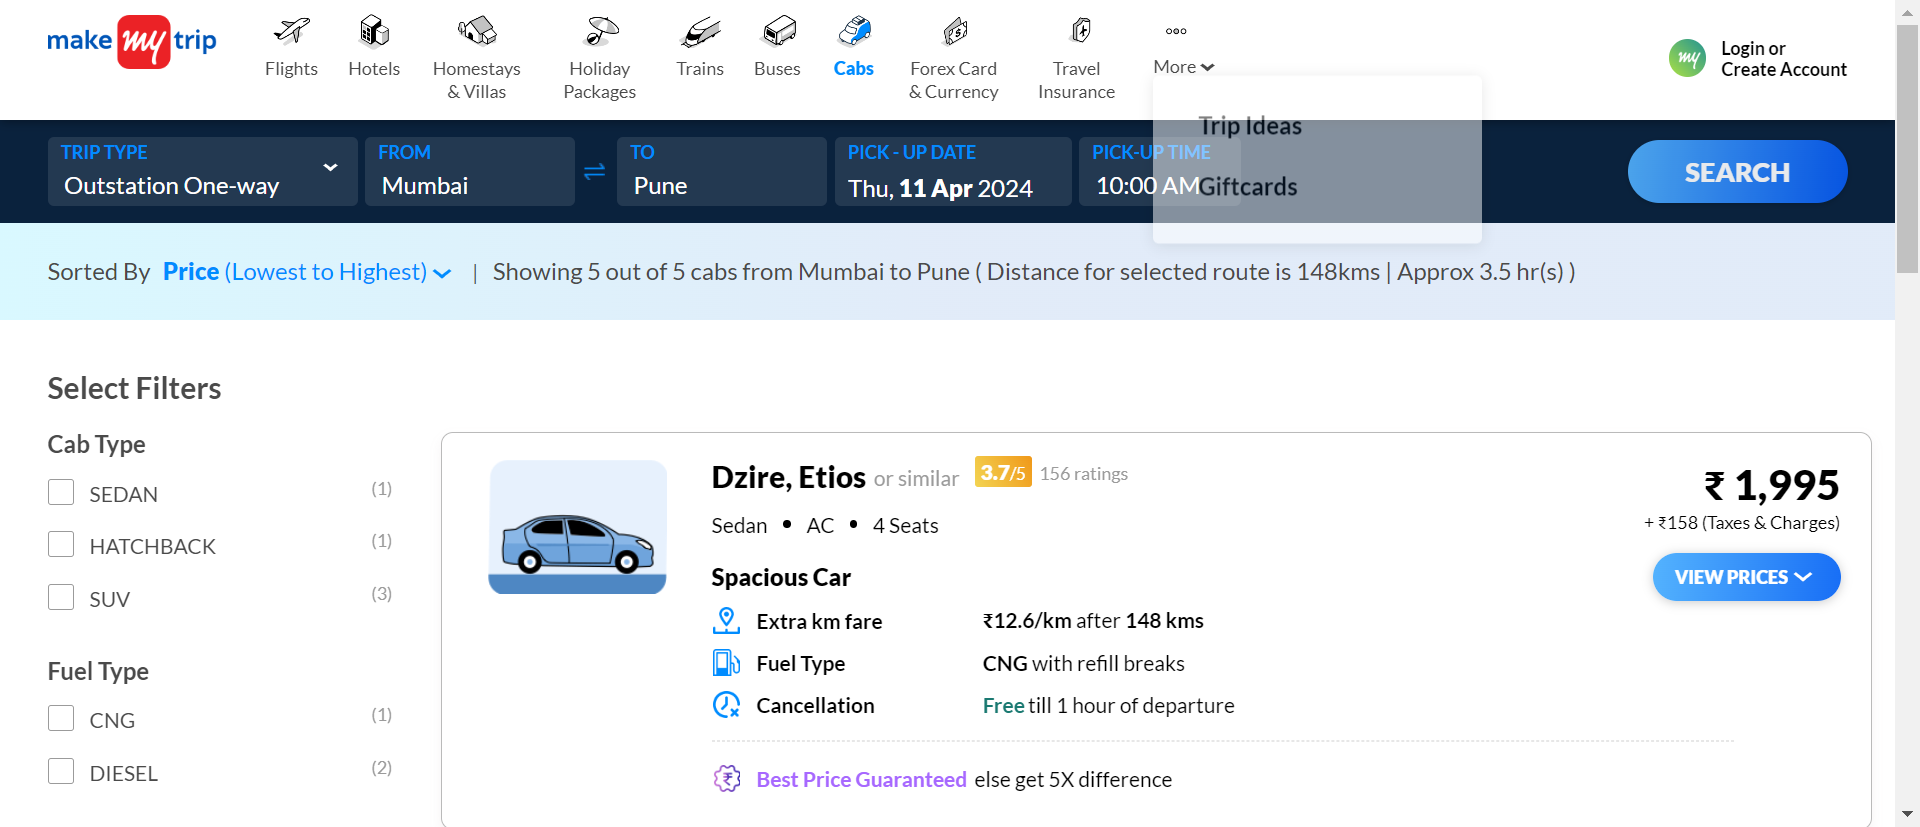 make my trip
Flights
Hotels
Homestays
& Villas
Holiday
Packages
Trains
Buses
Cabs
Forex Card
& Currency
Travel
Insurance
More
my
Login or
Create Account
Trip Ideas
Giftcards
TRIP TYPE
Outstation One-way
FROM
Mumbai
TO
Pune
PICK - UP DATE
Thu, 11 Apr 2024
PICK-UP TIME
10:00 AM
SEARCH
Sorted By Price (Lowest to Highest) | Showing 5 out of 5 cabs from Mumbai to Pune ( Distance for selected route is 148kms | Approx 3.5 hr(s) )
Select Filters
Cab Type
SEDAN (1)
HATCHBACK (1)
SUV (3)
Fuel Type
CNG (1)
DIESEL (2)
Dzire, Etios or similar 3.7/5 156 ratings
Sedan • AC • 4 Seats
Spacious Car
Extra km fare ₹12.6/km after 148 kms
Fuel Type CNG with refill breaks
Cancellation Free till 1 hour of departure
₹ Best Price Guaranteed else get 5X difference
₹ 1,995
+ ₹158 (Taxes & Charges)
VIEW PRICES